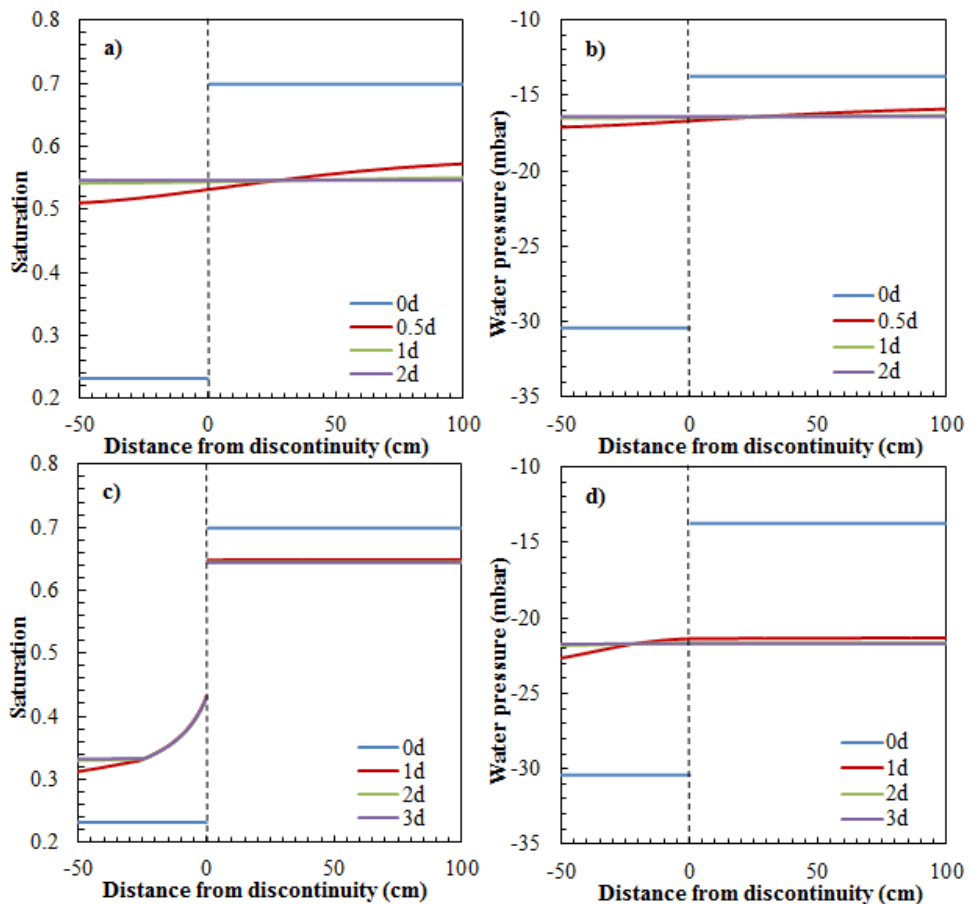 a)
Saturation
0.8
0.7
0.6
0.5
0.4
0.3
0.2
-50
0
50
100
Distance from discontinuity (cm)
0d
0.5d
1d
2d
b)
Water pressure (mbar)
-10
-15
-20
-25
-30
-35
-50
0
50
100
Distance from discontinuity (cm)
0d
0.5d
1d
2d
c)
Saturation
0.8
0.7
0.6
0.5
0.4
0.3
0.2
-50
0
50
100
Distance from discontinuity (cm)
0d
1d
2d
3d
d)
Water pressure (mbar)
-10
-15
-20
-25
-30
-35
-50
0
50
100
Distance from discontinuity (cm)
0d
1d
2d
3d